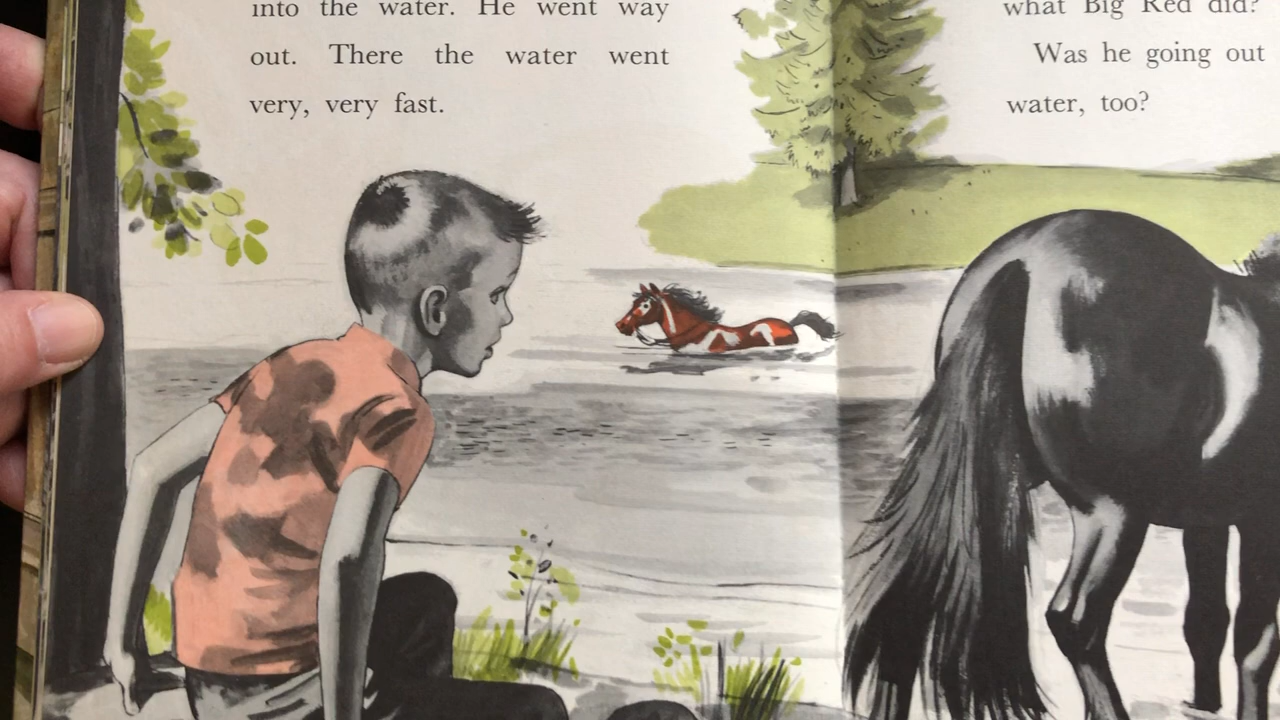 into the water. He went way
out. There the water went
very, very fast.
what Big Red did?
Was he going out
water, too?